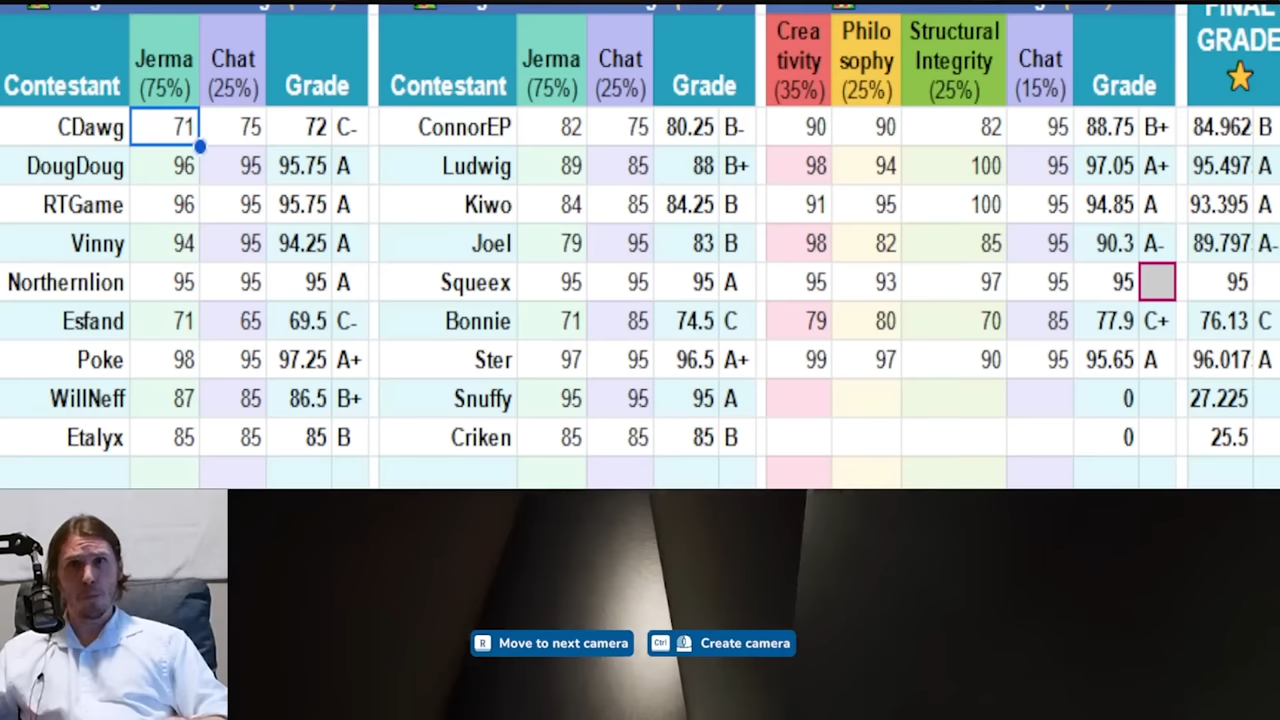 FINAL
GRADE
Contestant Jerma (75%) Chat (25%) Grade Contestant Jerma (75%) Chat (25%) Grade Crea tivity (35%) Philo sophy (25%) Structural Integrity (25%) Chat (15%) Grade
CDawg 71 75 72 C- ConnorEP 82 75 80.25 B- 90 90 82 95 88.75 B+ 84.962 B
DougDoug 96 95 95.75 A Ludwig 89 85 88 B+ 98 94 100 95 97.05 A+ 95.497 A
RTGame 96 95 95.75 A Kiwo 84 85 84.25 B 91 95 100 95 94.85 A 93.395 A
Vinny 94 95 94.25 A Joel 79 95 83 B 98 82 85 95 90.3 A- 89.797 A-
Northernlion 95 95 95 A Squeex 95 95 95 A 95 93 97 95 95 95
Esfand 71 65 69.5 C- Bonnie 71 85 74.5 C 79 80 70 85 77.9 C+ 76.13 C
Poke 98 95 97.25 A+ Ster 97 95 96.5 A+ 99 97 90 95 95.65 A 96.017 A
WillNeff 87 85 86.5 B+ Snuffy 95 95 95 A 0 27.225
Etalyx 85 85 85 B Criken 85 85 85 B 0 25.5
R Move to next camera Ctrl Create camera